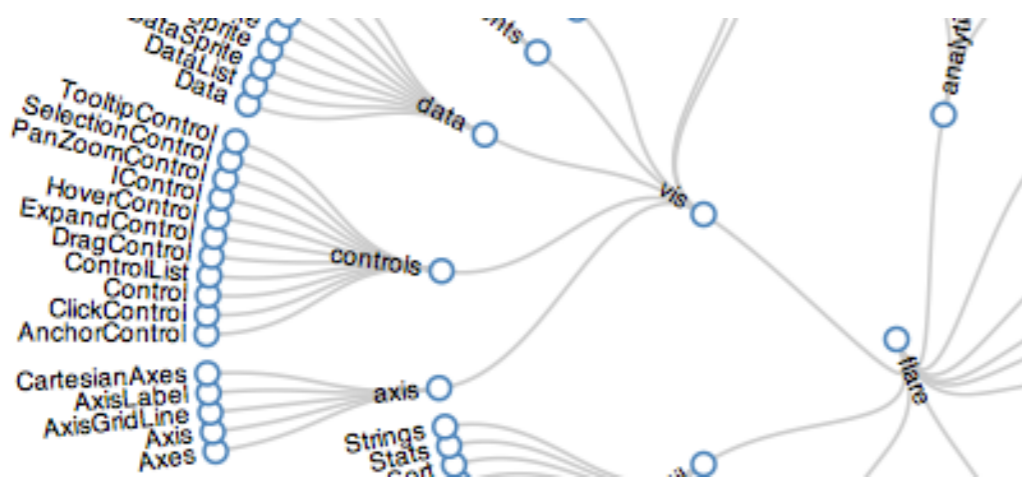 DataSprite
DataList
Data
data
TooltipControl
SelectionControl
PanZoomControl
IControl
HoverControl
ExpandControl
DragControl
ControlList
Control
ClickControl
AnchorControl
controls
vis
CartesianAxes
AxisLabel
AxisGridLine
Axis
Axes
axis
Strings
Stats
Sort
flare